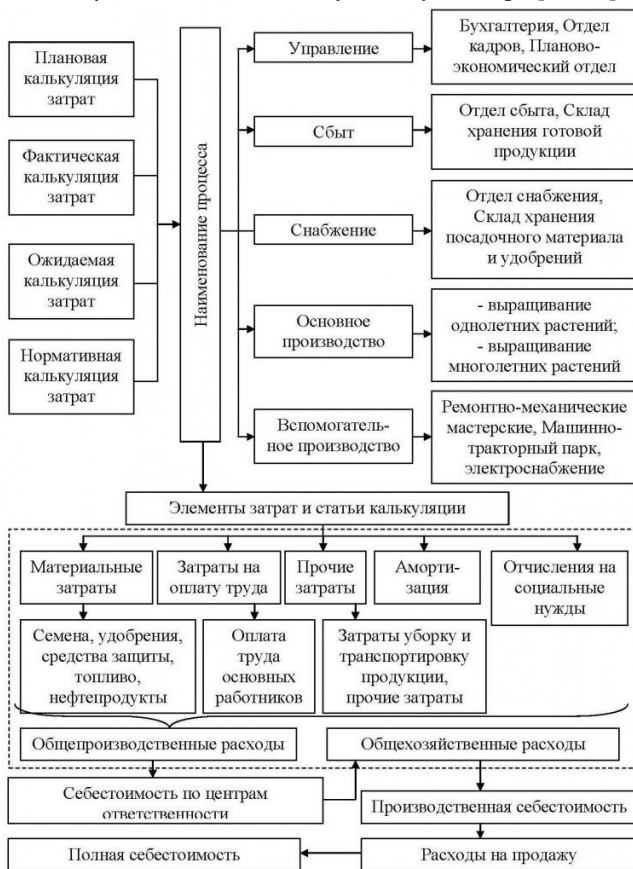 Плановая
калькуляция
затрат
Фактическая
калькуляция
затрат
Ожидаемая
калькуляция
затрат
Нормативная
калькуляция
затрат
Наименование процесса
Управление
Бухгалтерия, Отдел
кадров, Планово-
экономический отдел
Сбыт
Отдел сбыта, Склад
хранения готовой
продукции
Снабжение
Отдел снабжения,
Склад хранения
посадочного материала
и удобрений
Основное
производство
- выращивание
однолетних растений;
- выращивание
многолетних растений
Вспомогатель-
ное производство
Ремонтно-механические
мастерские, Машинно-
тракторный парк,
электроснабжение
Элементы затрат и статьи калькуляции
Материальные
затраты
Затраты на
оплату труда
Прочие
затраты
Аморти-
зация
Отчисления на
социальные
нужды
Семена, удобрения,
средства защиты,
топливо,
нефтепродукты
Оплата
труда
основных
работников
Затраты уборку и
транспортировку
продукции,
прочие затраты
Общепроизводственные расходы
Общехозяйственные расходы
Себестоимость по центрам
ответственности
Производственная себестоимость
Полная себестоимость
Расходы на продажу